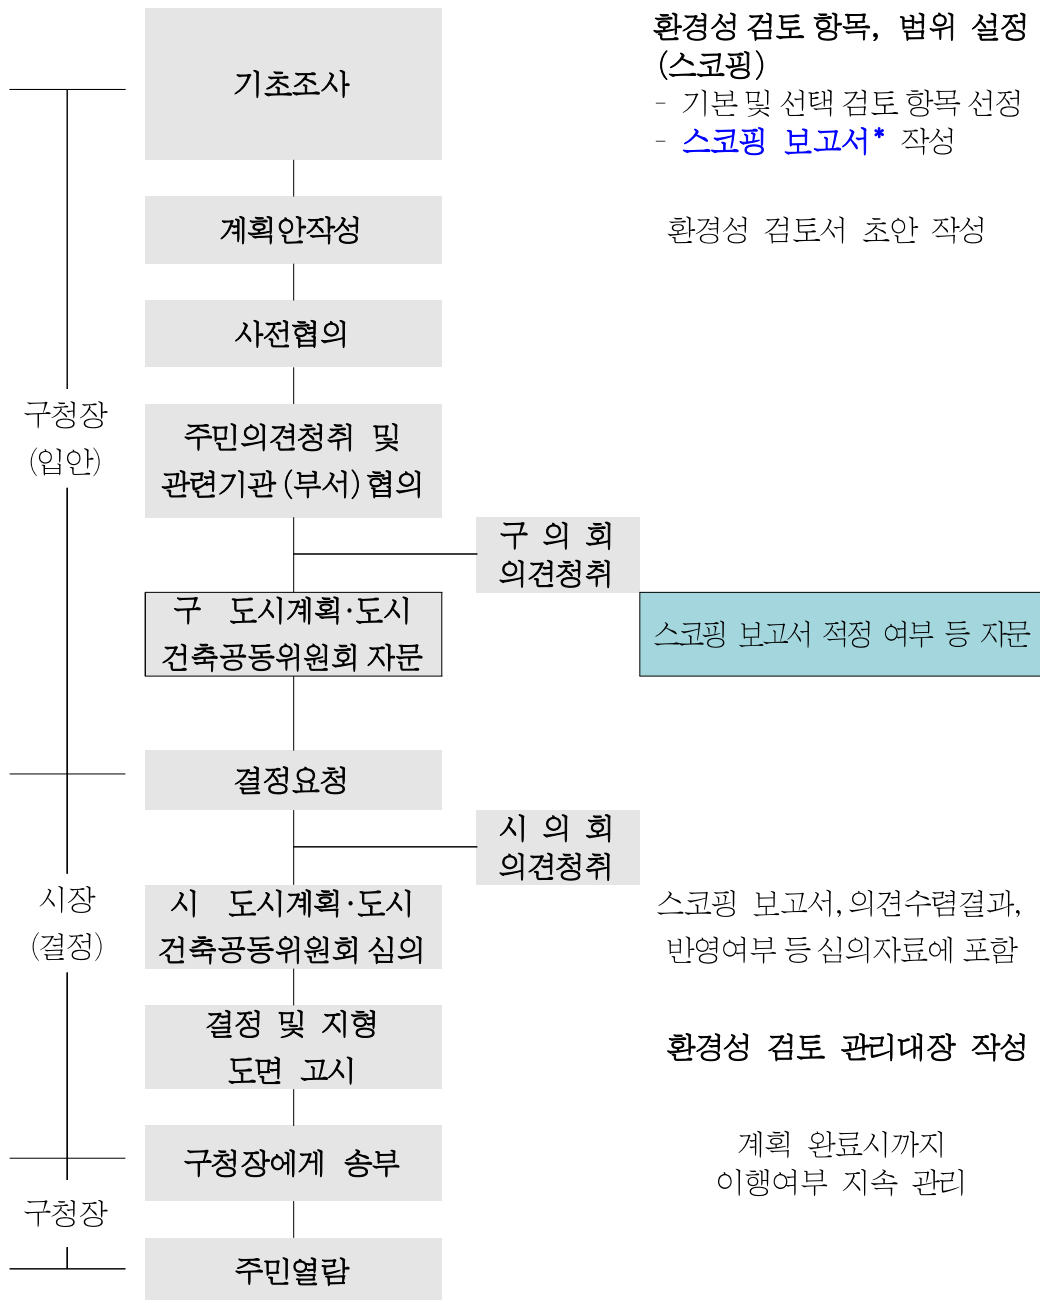 기초조사
환경성 검토 항목, 범위 설정
(스코핑)
- 기본 및 선택 검토 항목 선정
- 스코핑 보고서* 작성
계획안작성
환경성 검토서 초안 작성
사전협의
구청장
(입안)
주민의견청취 및
관련기관(부서)협의
구 의 회
의견청취
구 도시계획·도시
건축공동위원회 자문
스코핑 보고서 적정 여부 등 자문
결정요청
시 의 회
의견청취
시장
(결정)
시 도시계획·도시
건축공동위원회 심의
스코핑 보고서, 의견수렴결과,
반영여부 등 심의자료에 포함
결정 및 지형
도면 고시
환경성 검토 관리대장 작성
구청장에게 송부
계획 완료시까지
이행여부 지속 관리
구청장
주민열람